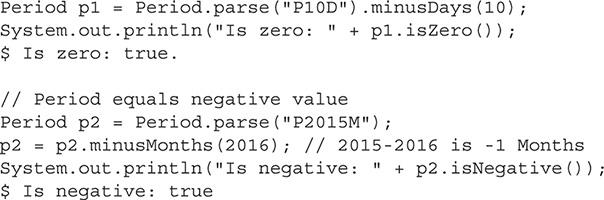 Period p1 = Period.parse("P10D").minusDays(10);
System.out.println("Is zero: " + p1.isZero());
$ Is zero: true.

// Period equals negative value
Period p2 = Period.parse("P2015M");
p2 = p2.minusMonths(2016); // 2015-2016 is -1 Months
System.out.println("Is negative: " + p2.isNegative());
$ Is negative: true